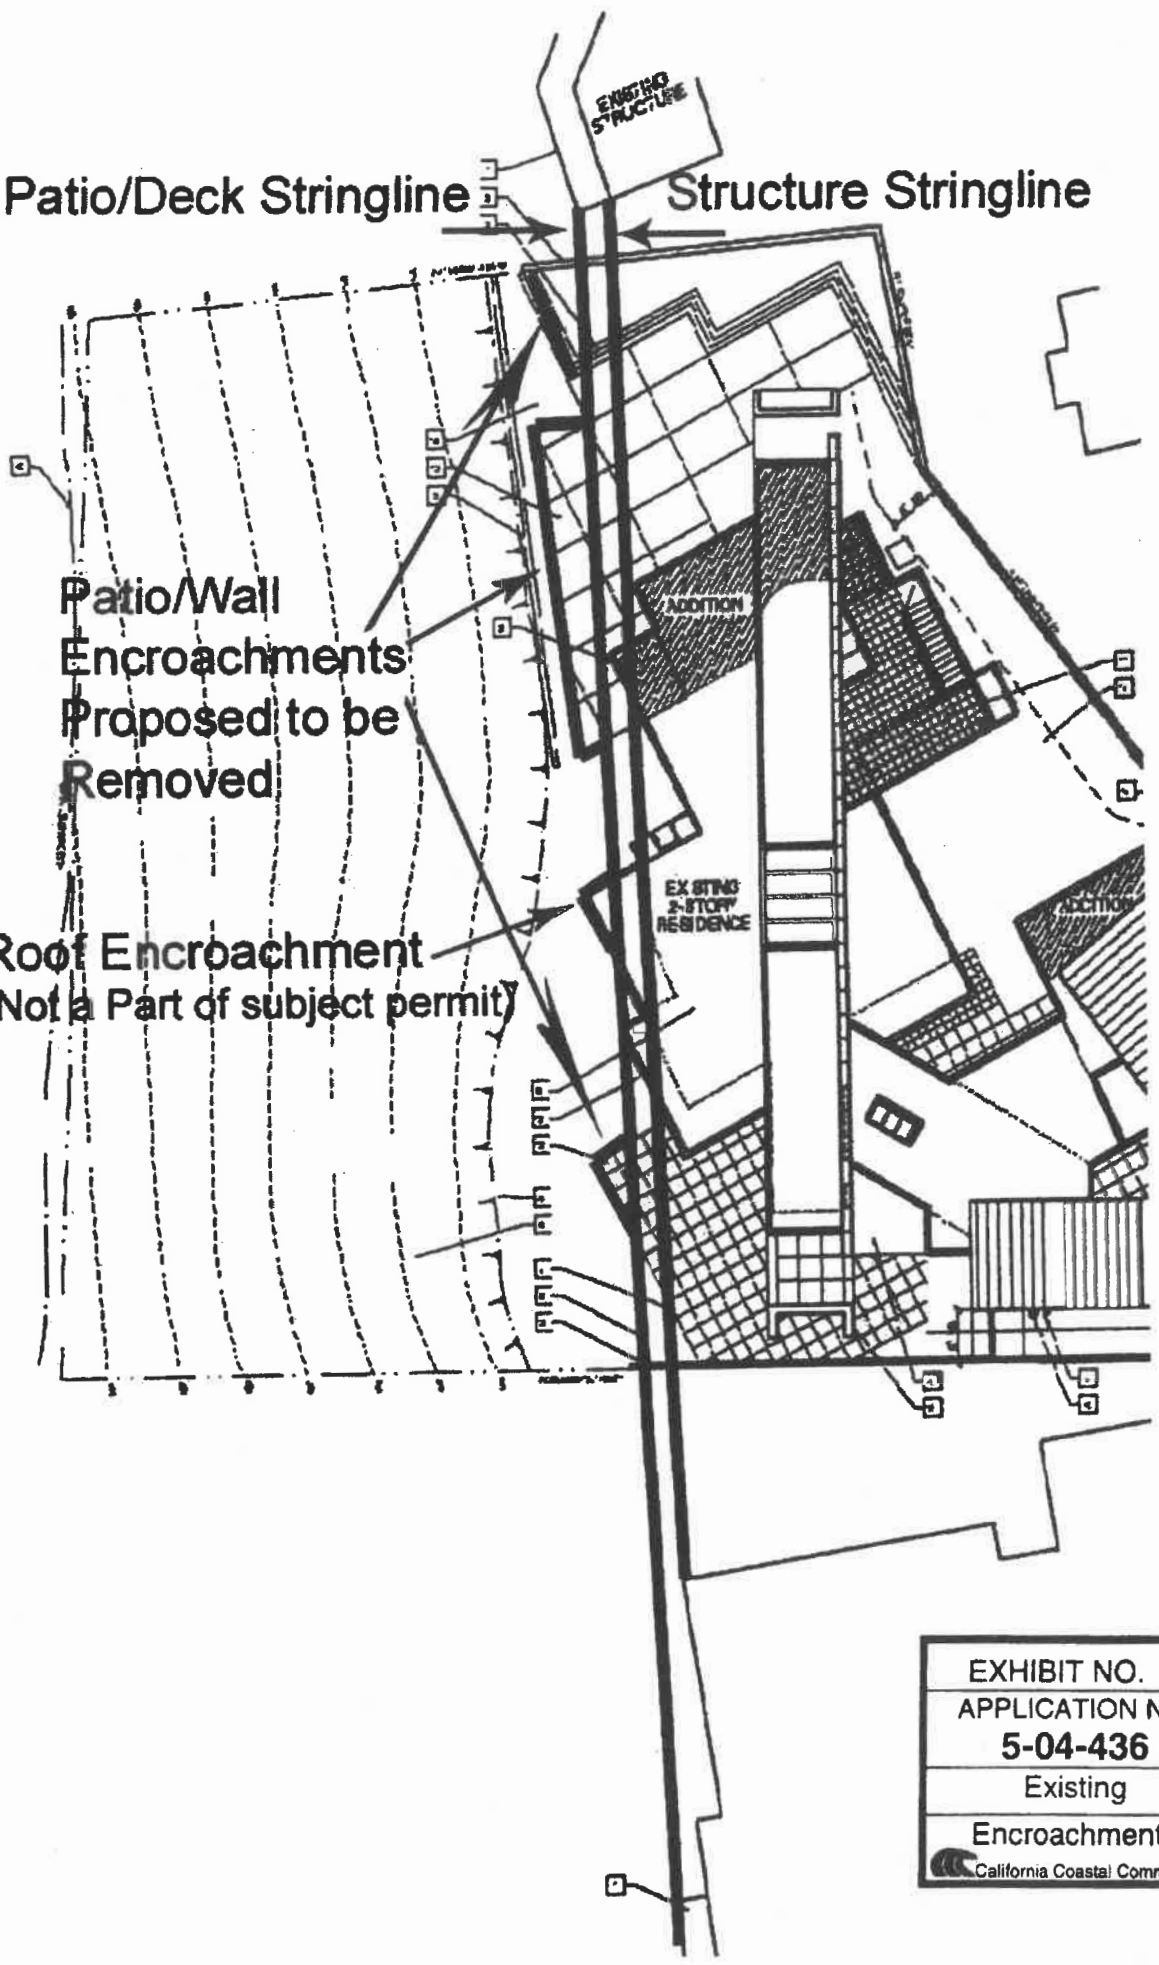 EXISTING
STRUCTURE
Patio/Deck Stringline
Structure Stringline
Patio/Wall
Encroachments
Proposed to be
Removed
ADDITION
EXISTING
2-STORY
RESIDENCE
ADDITION
Roof Encroachment
Not a Part of subject permit)
EXHIBIT NO.
APPLICATION N
5-04-436
Existing
Encroachment
California Coastal Comm